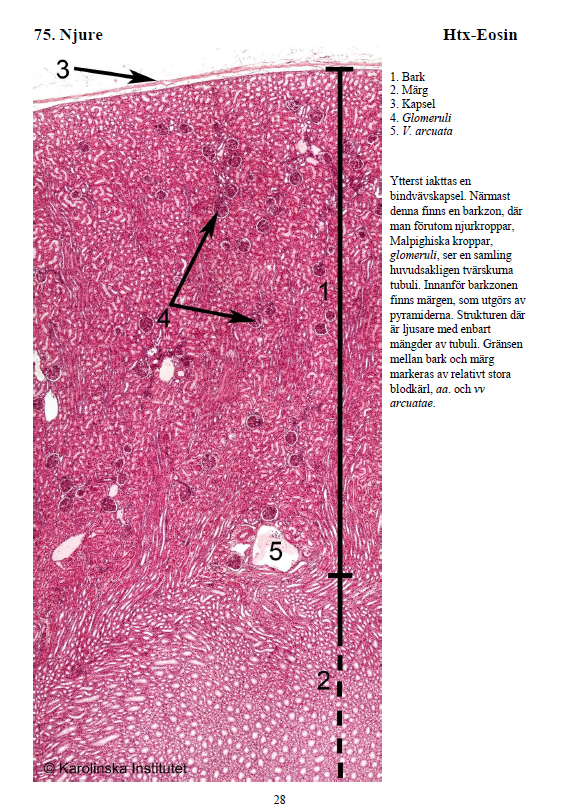 75. Njure
Htx-Eosin
3
1. Bark
2. Märg
3. Kapsel
4. Glomeruli
5. V. arcuata
Ytterst iakttas en
bindvävskapsel. Närmast
denna finns en barkzon, där
man förutom njurkroppar,
Malpighiska kroppar,
glomeruli, ser en samling
huvudsakligen tvärskurna
tubuli. Innanför barkzonen
finns märgen, som utgörs av
pyramiderna. Strukturen där
är ljusare med enbart
mängder av tubuli. Gränsen
mellan bark och märg
markeras av relativt stora
blodkärl, aa. och vv
arcuatae.
1
4
5
2
© Karolinska Institutet
28